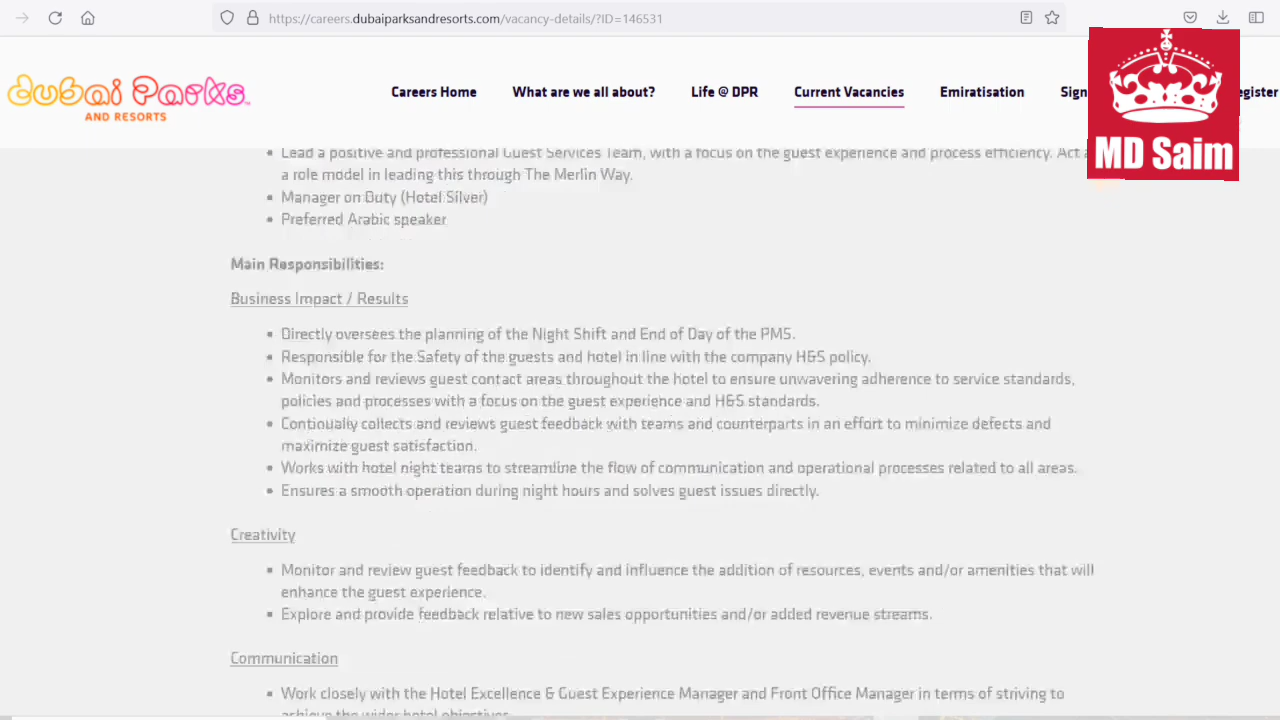 https://careers.dubaiparksandresorts.com/vacancy-details/?ID=146531
dubai Parks
AND RESORTS
Careers Home What are we all about? Life @ DPR Current Vacancies Emiratisation Sign egister
MD Saim
Lead a positive and professional Guest Services Team, with a focus on the guest experience and process efficiency. Act a
a role model in leading this through The Merlin Way.
Manager on Duty (Hotel Silver)
Preferred Arabic speaker
Main Responsibilities:
Business Impact / Results
Directly oversees the planning of the Night Shift and End of Day of the PMS.
Responsible for the Safety of the guests and hotel in line with the company H&S policy.
Monitors and reviews guest contact areas throughout the hotel to ensure unwavering adherence to service standards,
policies and processes with a focus on the guest experience and H&S standards.
Continually collects and reviews guest feedback with teams and counterparts in an effort to minimize defects and
maximize guest satisfaction.
Works with hotel night teams to streamline the flow of communication and operational processes related to all areas.
Ensures a smooth operation during night hours and solves guest issues directly.
Creativity
Monitor and review guest feedback to identify and influence the addition of resources, events and/or amenities that will
enhance the guest experience.
Explore and provide feedback relative to new sales opportunities and/or added revenue streams.
Communication
Work closely with the Hotel Excellence & Guest Experience Manager and Front Office Manager in terms of striving to
achieve the wider hotel objectives.